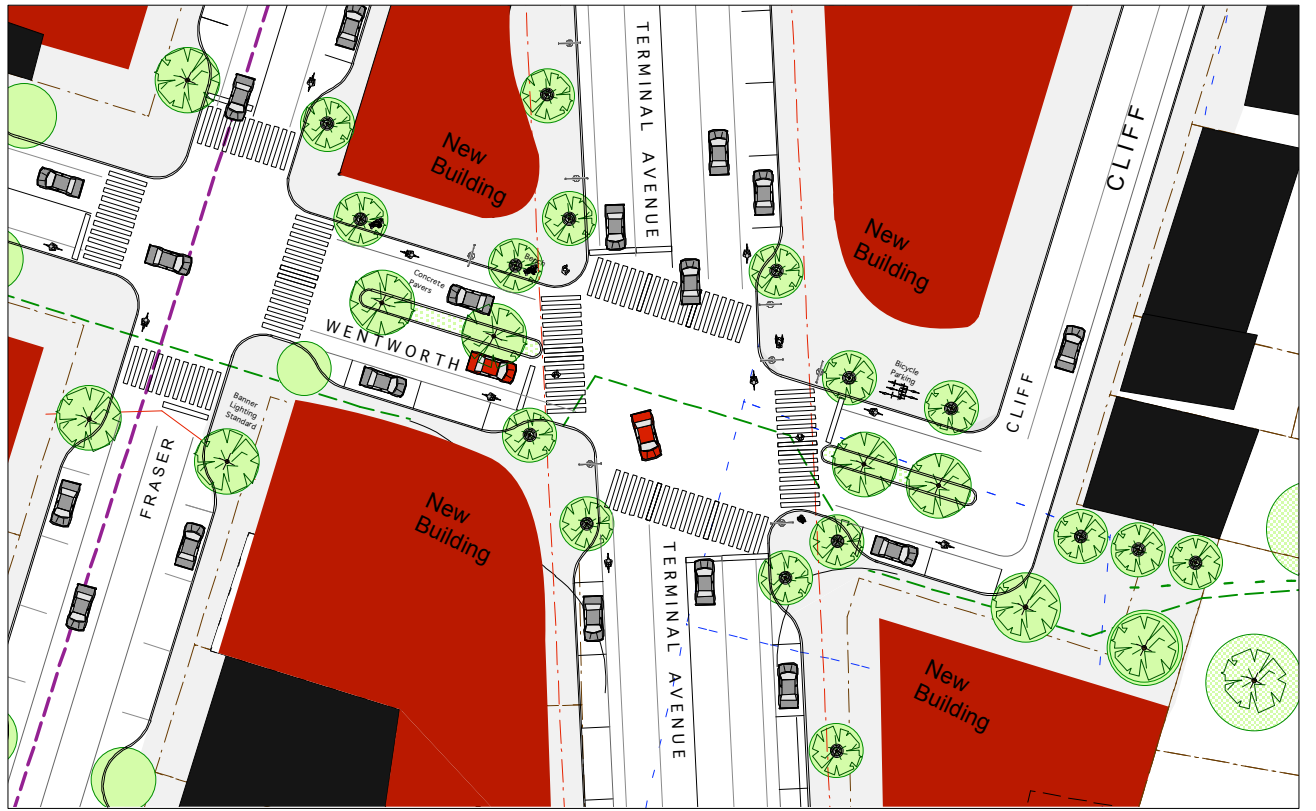 TERMINAL AVENUE
CLIFF
New
Building
New
Building
Concrete
Pavers
WENTWORTH
Bicycle
Parking
CLIFF
Banner
Lighting
Standard
FRASER
New
Building
TERMINAL AVENUE
New
Building